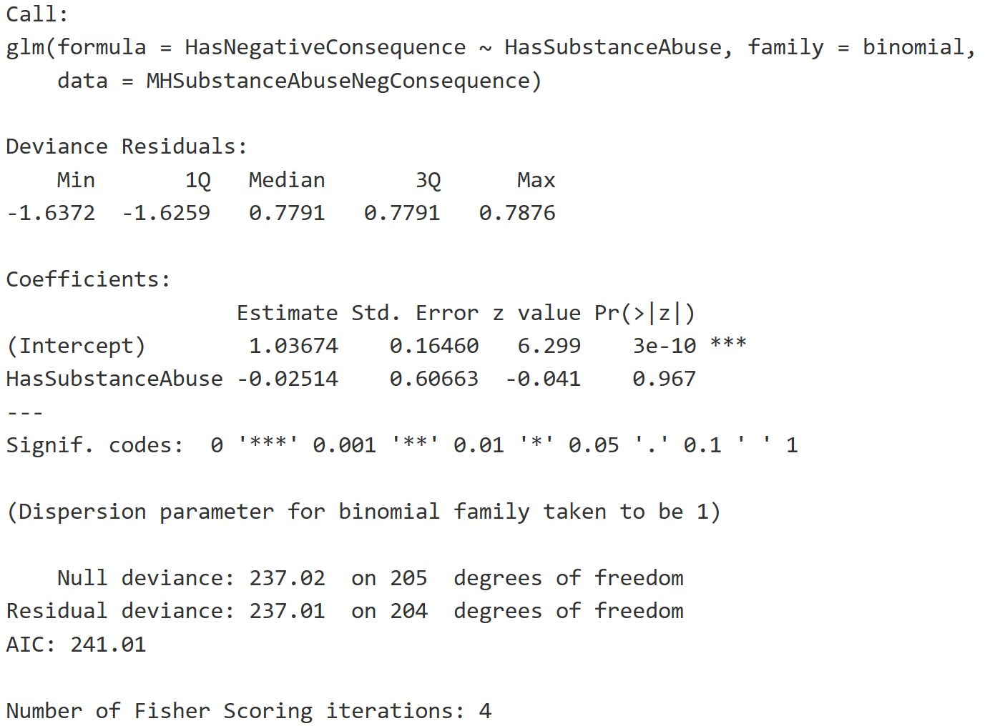 Call:
glm(formula = HasNegativeConsequence ~ HasSubstanceAbuse, family = binomial,
    data = MHSubstanceAbuseNegConsequence)

Deviance Residuals:
    Min       1Q   Median       3Q      Max
-1.6372  -1.6259   0.7791   0.7791   0.7876

Coefficients:
                  Estimate Std. Error z value Pr(>|z|)
(Intercept)        1.03674    0.16460   6.299    3e-10 ***
HasSubstanceAbuse -0.02514    0.60663  -0.041    0.967
---
Signif. codes:  0 '***' 0.001 '**' 0.01 '*' 0.05 '.' 0.1 ' ' 1

(Dispersion parameter for binomial family taken to be 1)

    Null deviance: 237.02  on 205  degrees of freedom
Residual deviance: 237.01  on 204  degrees of freedom
AIC: 241.01

Number of Fisher Scoring iterations: 4